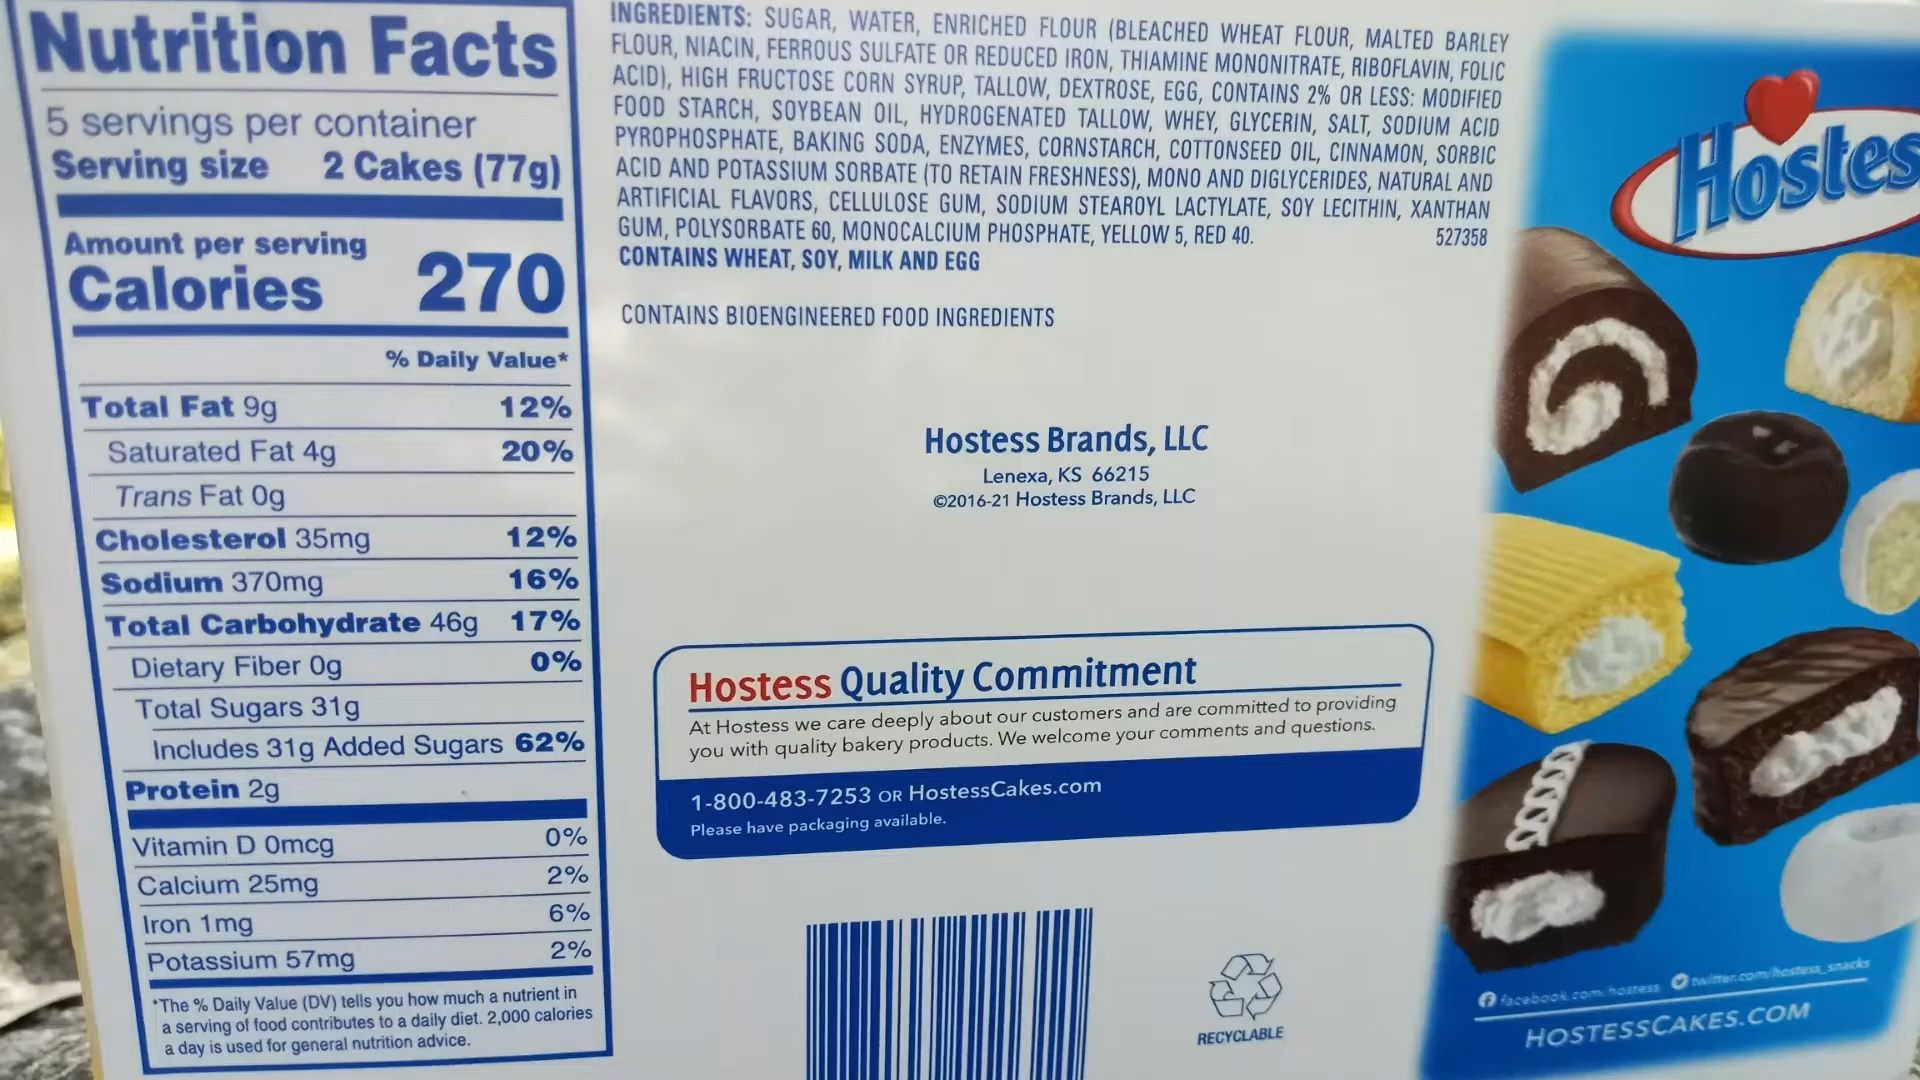 Nutrition Facts
5 servings per container
Serving size 2 Cakes (77g)
Amount per serving
Calories 270
% Daily Value*
Total Fat 9g 12%
Saturated Fat 4g 20%
Trans Fat 0g
Cholesterol 35mg 12%
Sodium 370mg 16%
Total Carbohydrate 46g 17%
Dietary Fiber 0g 0%
Total Sugars 31g
Includes 31g Added Sugars 62%
Protein 2g
Vitamin D 0mcg 0%
Calcium 25mg 2%
Iron 1mg 6%
Potassium 57mg 2%
*The % Daily Value (DV) tells you how much a nutrient in
a serving of food contributes to a daily diet. 2,000 calories
a day is used for general nutrition advice.
INGREDIENTS: SUGAR, WATER, ENRICHED FLOUR (BLEACHED WHEAT FLOUR, MALTED BARLEY
FLOUR, NIACIN, FERROUS SULFATE OR REDUCED IRON, THIAMINE MONONITRATE, RIBOFLAVIN, FOLIC
ACID), HIGH FRUCTOSE CORN SYRUP, TALLOW, DEXTROSE, EGG, CONTAINS 2% OR LESS: MODIFIED
FOOD STARCH, SOYBEAN OIL, HYDROGENATED TALLOW, WHEY, GLYCERIN, SALT, SODIUM ACID
PYROPHOSPHATE, BAKING SODA, ENZYMES, CORNSTARCH, COTTONSEED OIL, CINNAMON, SORBIC
ACID AND POTASSIUM SORBATE (TO RETAIN FRESHNESS), MONO AND DIGLYCERIDES, NATURAL AND
ARTIFICIAL FLAVORS, CELLULOSE GUM, SODIUM STEAROYL LACTYLATE, SOY LECITHIN, XANTHAN
GUM, POLYSORBATE 60, MONOCALCIUM PHOSPHATE, YELLOW 5, RED 40. 527358
CONTAINS WHEAT, SOY, MILK AND EGG
CONTAINS BIOENGINEERED FOOD INGREDIENTS
Hostess Brands, LLC
Lenexa, KS 66215
©2016-21 Hostess Brands, LLC
Hostess Quality Commitment
At Hostess we care deeply about our customers and are committed to providing
you with quality bakery products. We welcome your comments and questions.
1-800-483-7253 OR HostessCakes.com
Please have packaging available.
RECYCLABLE
Hostes
facebook.com/hostess twitter.com/hostess_snacks
HOSTESSCAKES.COM